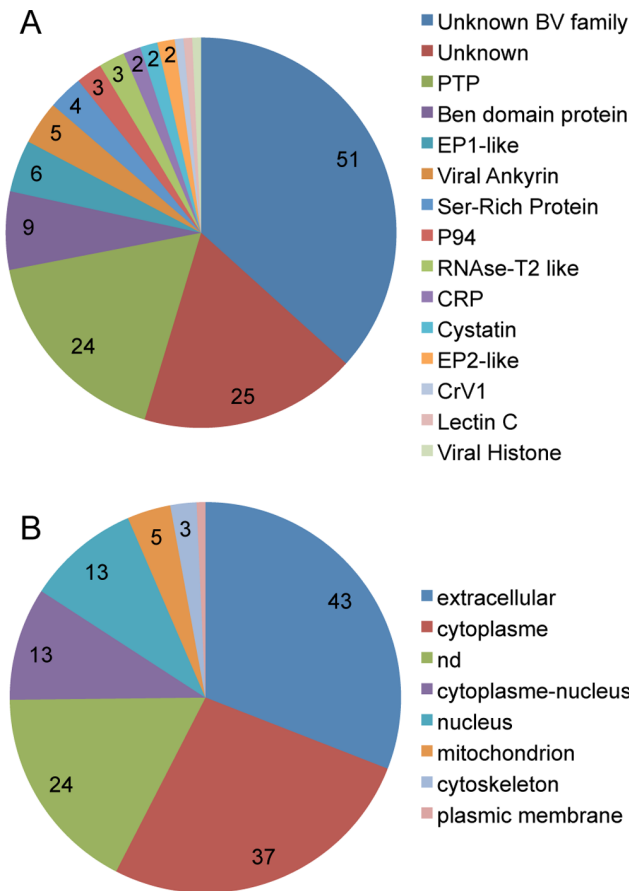 A
51
25
24
9
6
5
4
3
3
2
2
2
Unknown BV family
Unknown
PTP
Ben domain protein
EP1-like
Viral Ankyrin
Ser-Rich Protein
P94
RNAse-T2 like
CRP
Cystatin
EP2-like
CrV1
Lectin C
Viral Histone
B
43
37
24
13
13
5
3
extracellular
cytoplasme
nd
cytoplasme-nucleus
nucleus
mitochondrion
cytoskeleton
plasmic membrane